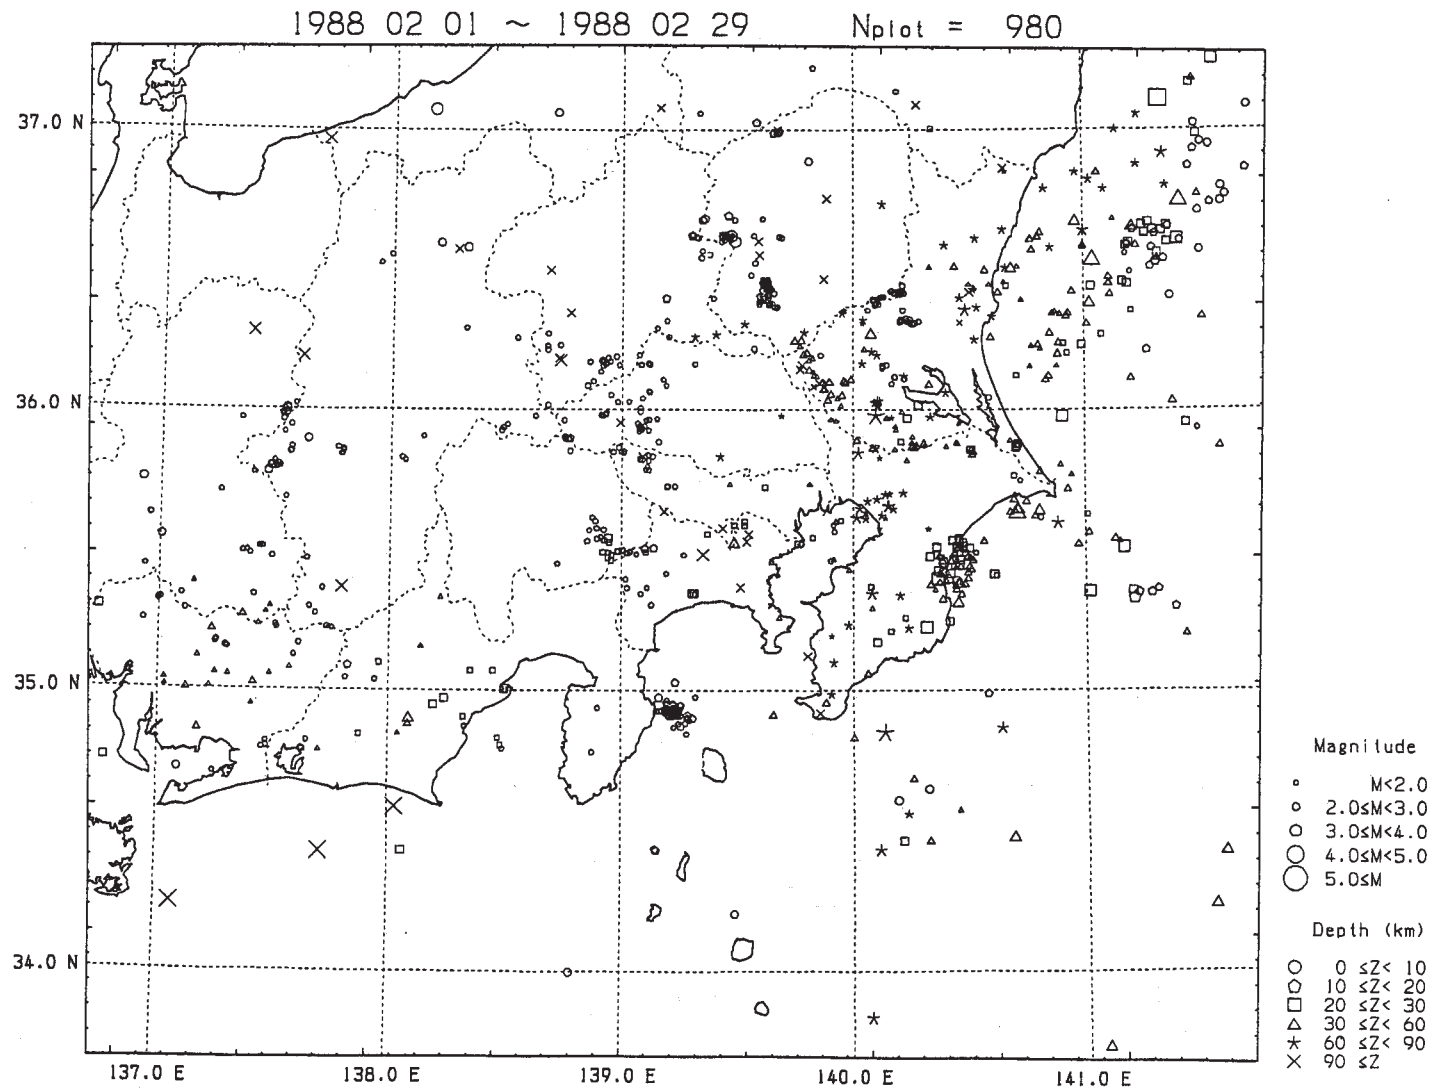 1988 02 01 ~ 1988 02 29 Nplot = 980
37.0 N
36.0 N
35.0 N
34.0 N
137.0 E 138.0 E 139.0 E 140.0 E 141.0 E
Magnitude
M<2.0
2.0≤M<3.0
3.0≤M<4.0
4.0≤M<5.0
5.0≤M
Depth (km)
0 ≤Z< 10
10 ≤Z< 20
20 ≤Z< 30
30 ≤Z< 60
60 ≤Z< 90
90 ≤Z